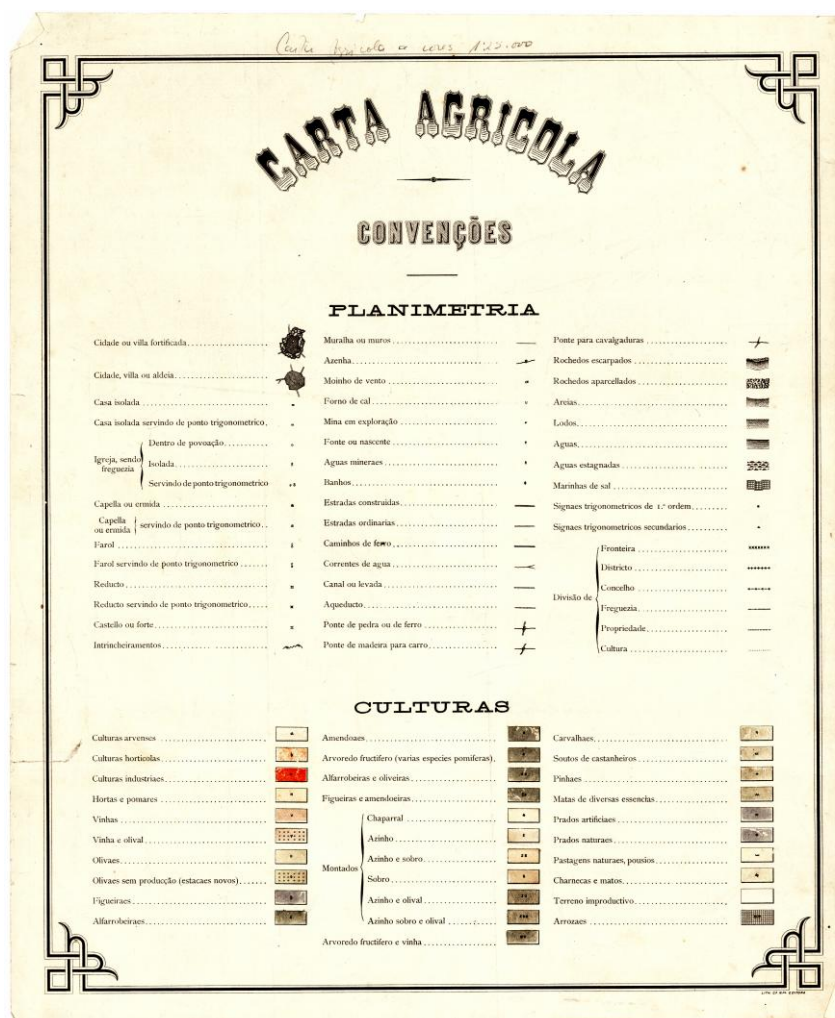 Carta Agricola a cores 1:25.000
CARTA AGRICOLA
CONVENÇÕES
PLANIMETRIA
Cidade ou villa fortificada
Cidade, villa ou aldeia
Casa isolada
Casa isolada servindo de ponto trigonometrico
Igreja, sendo freguezia
Dentro de povoação
Isolada
Servindo de ponto trigonometrico
Capella ou ermida
Capella ou ermida
servindo de ponto trigonometrico
Farol
Farol servindo de ponto trigonometrico
Reducto
Reducto servindo de ponto trigonometrico
Castello ou forte
Intrincheiramentos
Muralha ou muros
Azenha
Moinho de vento
Forno de cal
Mina em exploração
Fonte ou nascente
Aguas mineraes
Banhos
Estradas construidas
Estradas ordinarias
Caminhos de ferro
Correntes de agua
Canal ou levada
Aqueducto
Ponte de pedra ou de ferro
Ponte de madeira para carro
Ponte para cavalgaduras
Rochedos escarpados
Rochedos aparcellados
Areias
Lodos
Aguas
Aguas estagnadas
Marinhas de sal
Signaes trigonometricos de 1.ª ordem
Signaes trigonometricos secundarios
Divisão de
Fronteira
Districto
Concelho
Freguezia
Propriedade
Cultura
CULTURAS
Culturas arvenses
Culturas horticolas
Culturas industriaes
Hortas e pomares
Vinhas
Vinha e olival
Olivaes
Olivaes sem producção (estacaes novos)
Figueiraes
Alfarrobeiraes
Amendoaes
Arvoredo fructifero (varias especies pomiferas)
Alfarrobeiras e oliveiras
Figueiras e amendoeiras
Montados
Chaparral
Azinho
Azinho e sobro
Sobro
Azinho e olival
Azinho sobro e olival
Arvoredo fructifero e vinha
Carvalhaes
Soutos de castanheiros
Pinhaes
Matas de diversas essencias
Prados artificiaes
Prados naturaes
Pastagens naturaes, pousios
Charnecas e matos
Terreno improductivo
Arrozaes